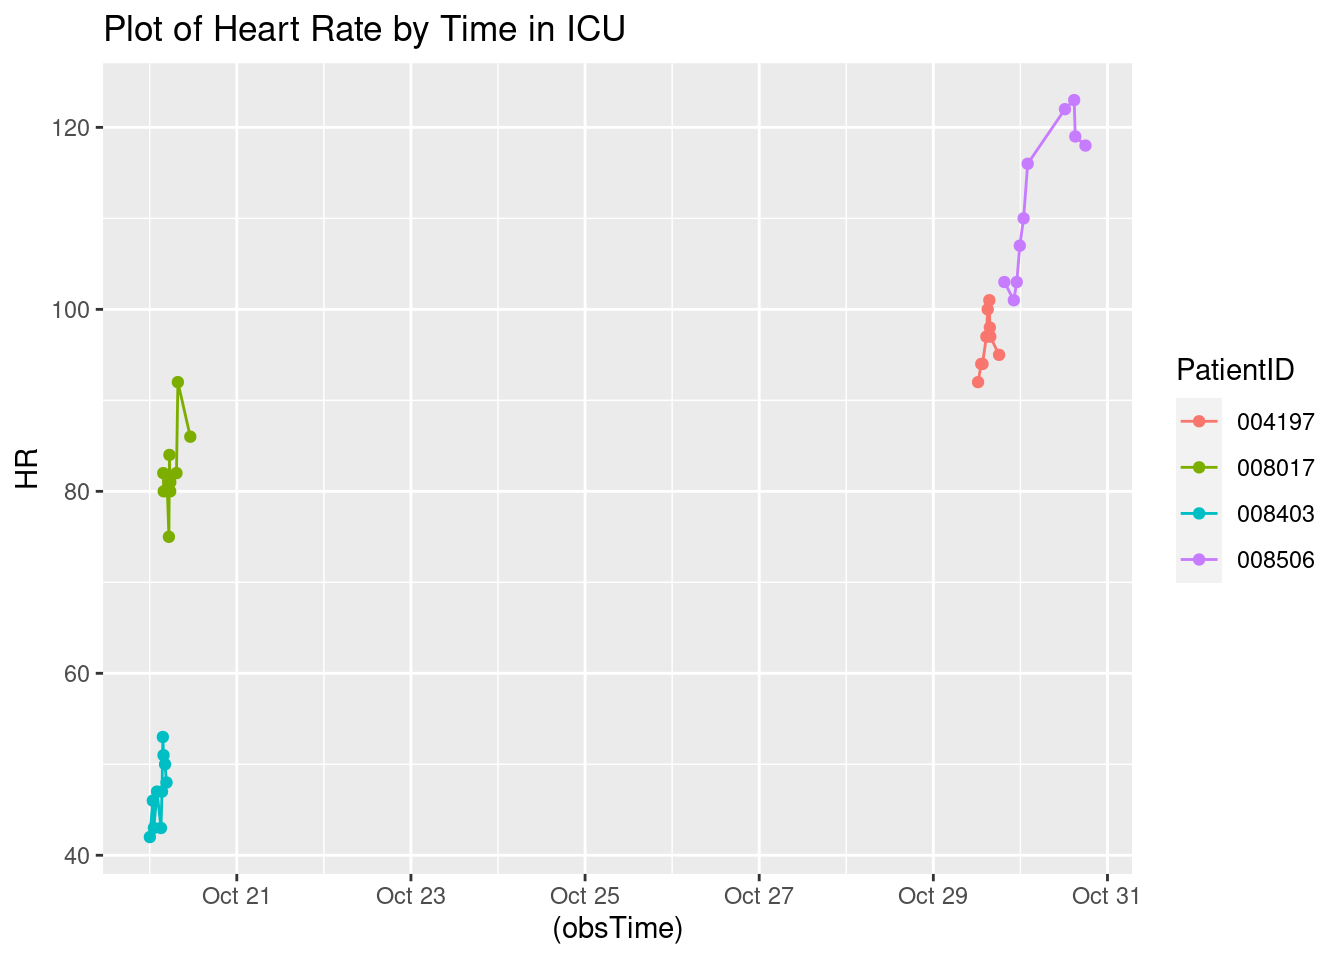 Plot of Heart Rate by Time in ICU
HR
120
100
80
60
40
Oct 21
Oct 23
Oct 25
Oct 27
Oct 29
Oct 31
(obsTime)
PatientID
004197
008017
008403
008506